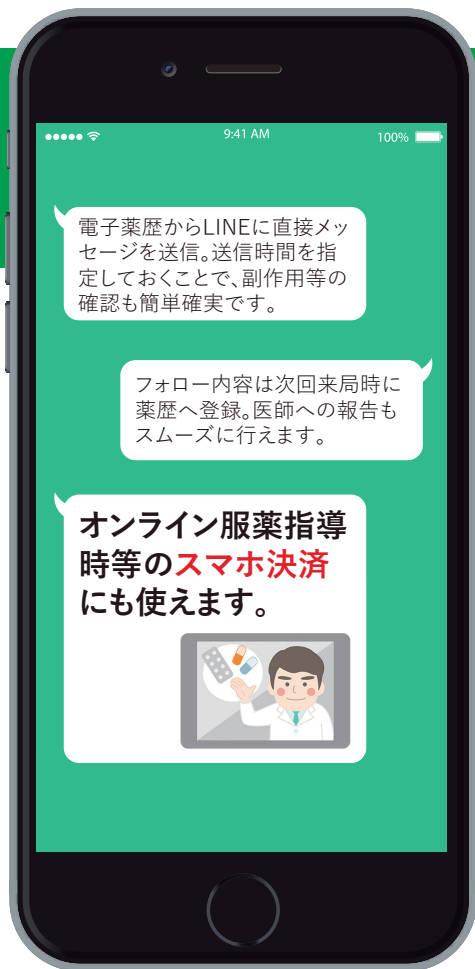 9:41 AM
100%
電子薬歴からLINEに直接メッ
セージを送信。送信時間を指
定しておくことで、副作用等の
確認も簡単確実です。
フォロー内容は次回来局時に
薬歴へ登録。医師への報告も
スムーズに行えます。
オンライン服薬指導
時等のスマホ決済
にも使えます。